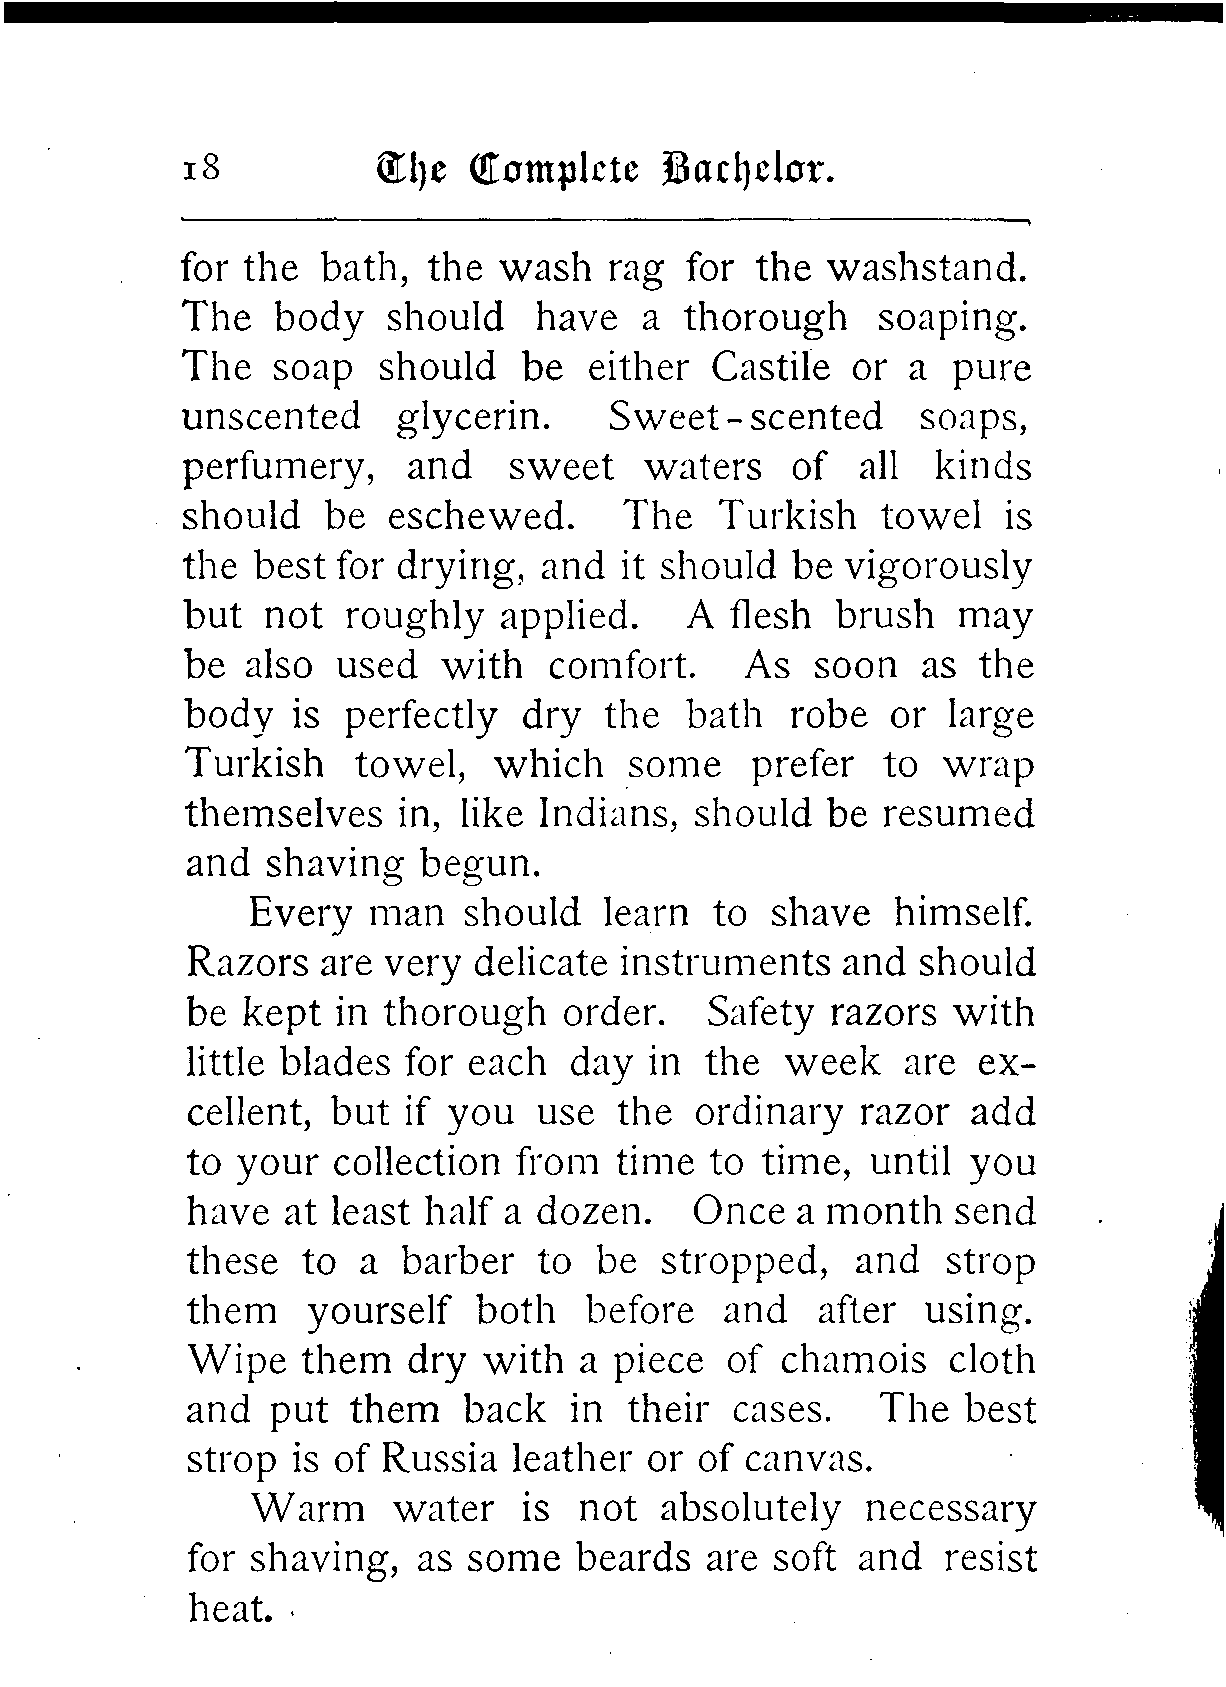 18 The Complete Bachelor.
for the bath, the wash rag for the washstand.
The body should have a thorough soaping.
The soap should be either Castile or a pure
unscented glycerin. Sweet-scented soaps,
perfumery, and sweet waters of all kinds
should be eschewed. The Turkish towel is
the best for drying, and it should be vigorously
but not roughly applied. A flesh brush may
be also used with comfort. As soon as the
body is perfectly dry the bath robe or large
Turkish towel, which some prefer to wrap
themselves in, like Indians, should be resumed
and shaving begun.
Every man should learn to shave himself.
Razors are very delicate instruments and should
be kept in thorough order. Safety razors with
little blades for each day in the week are ex-
cellent, but if you use the ordinary razor add
to your collection from time to time, until you
have at least half a dozen. Once a month send
these to a barber to be stropped, and strop
them yourself both before and after using.
Wipe them dry with a piece of chamois cloth
and put them back in their cases. The best
strop is of Russia leather or of canvas.
Warm water is not absolutely necessary
for shaving, as some beards are soft and resist
heat.